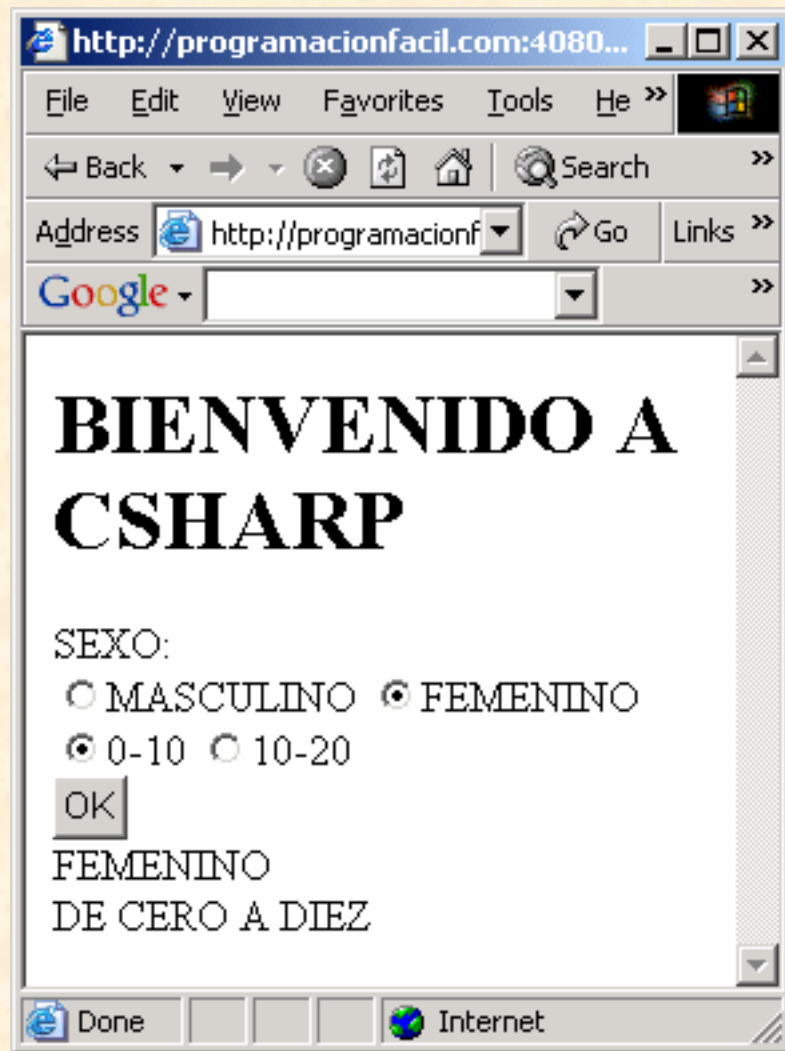 http://programacionfacil.com:4080...
File Edit View Favorites Tools He »
Back Search »
Address http://programacionf Go Links »
Google »
BIENVENIDO A
CSHARP
SEXO:
MASCULINO FEMENINO
0-10 10-20
OK
FEMENINO
DE CERO A DIEZ
Done Internet